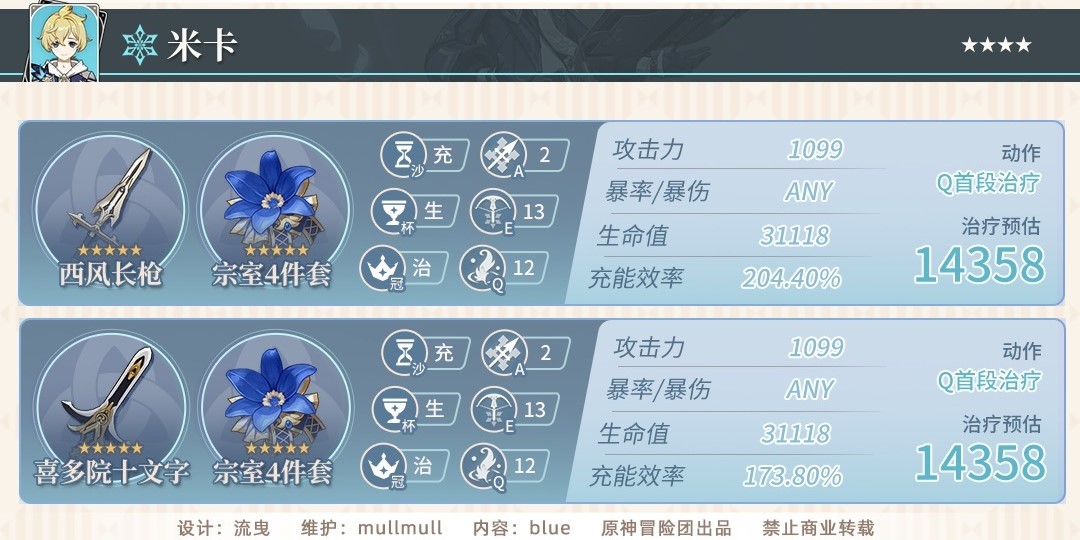 米卡
★★★★
西风长枪
宗室4件套
沙 充
A 2
杯 生
E 13
冠 治
Q 12
攻击力 1099
暴率/暴伤 ANY
生命值 31118
充能效率 204.40%
动作
Q首段治疗
治疗预估
14358
喜多院十文字
宗室4件套
沙 充
A 2
杯 生
E 13
冠 治
Q 12
攻击力 1099
暴率/暴伤 ANY
生命值 31118
充能效率 173.80%
动作
Q首段治疗
治疗预估
14358
设计：流曳 维护：mullmull 内容：blue 原神冒险团出品 禁止商业转载